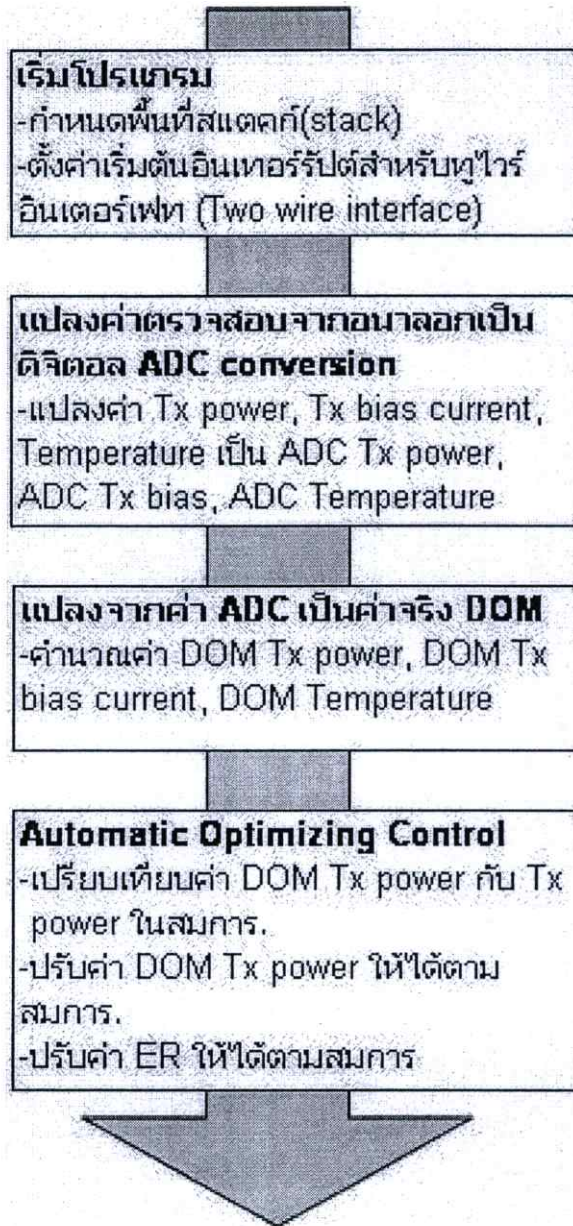 เริ่มโปรแกรม
-กำหนดพื้นที่สแตคก์(stack)
-ตั้งค่าเริ่มต้นอินเทอร์รัปต์สำหรับทูไวร์
อินเตอร์เฟท (Two wire interface)
แปลงค่าตรวจสอบจากอนาลอกเป็น
ดิจิตอล ADC conversion
-แปลงค่า Tx power, Tx bias current,
Temperature เป็น ADC Tx power,
ADC Tx bias, ADC Temperature
แปลงจากค่า ADC เป็นค่าจริง DOM
-คำนวณค่า DOM Tx power, DOM Tx
bias current, DOM Temperature
Automatic Optimizing Control
-เปรียบเทียบค่า DOM Tx power กับ Tx
power ในสมการ.
-ปรับค่า DOM Tx power ให้ได้ตาม
สมการ.
-ปรับค่า ER ให้ได้ตามสมการ